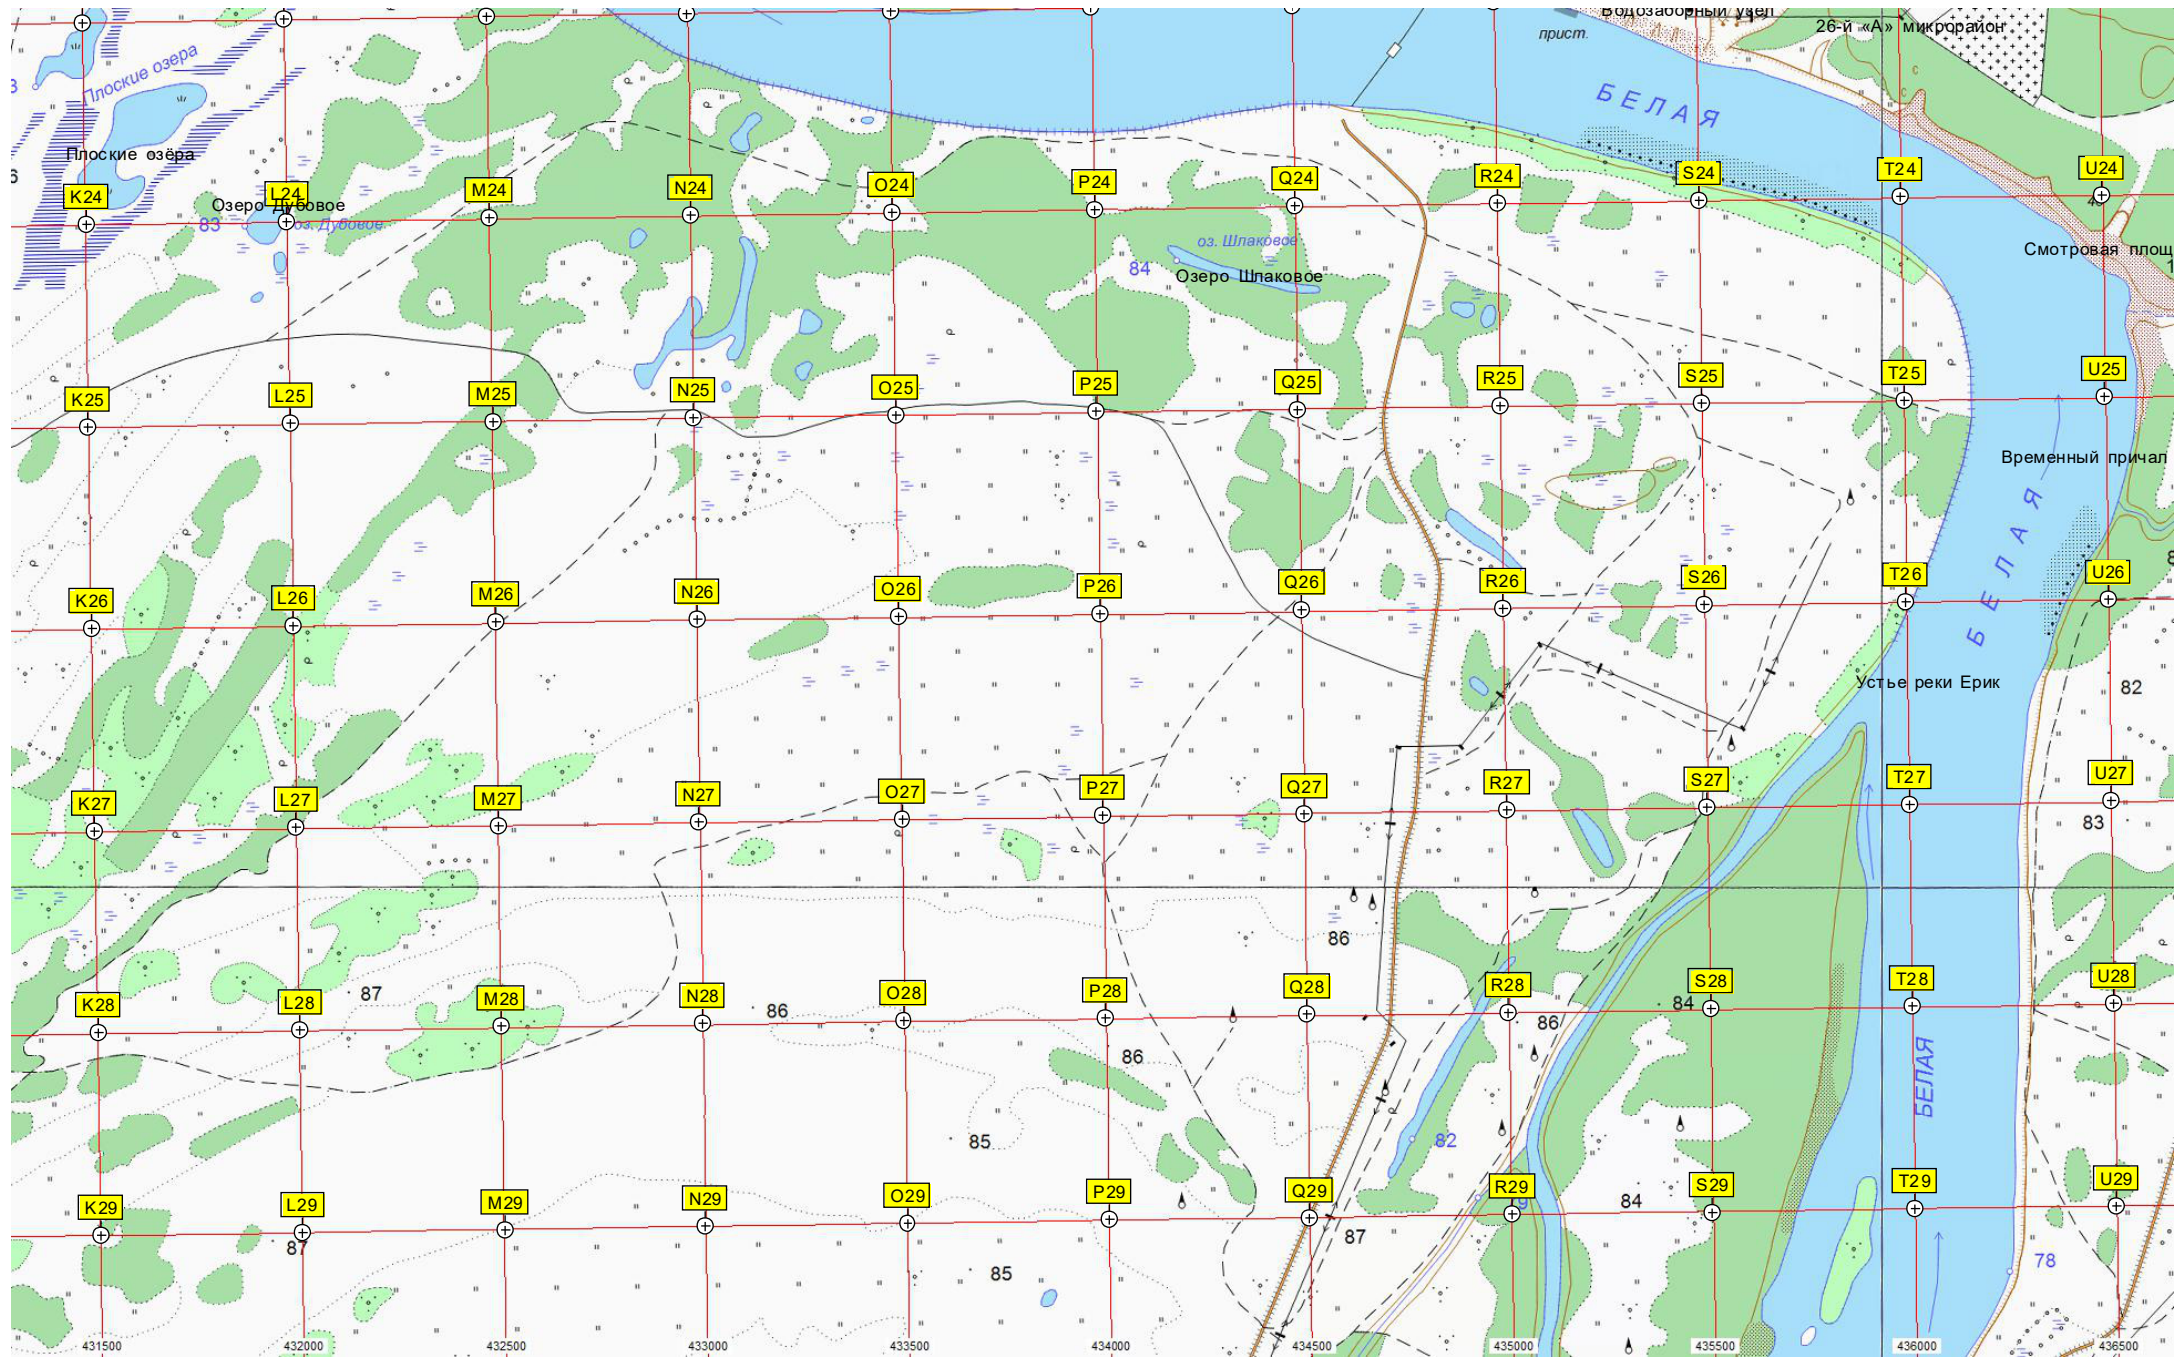 Водозаборный узел
26-й «А» микрорайон
прист.
Плоские озера
БЕЛАЯ
Плоские озёра
K24
L24
M24
N24
O24
P24
Q24
R24
S24
T24
U24
Озеро Дубовое
83
оз. Дубовое
оз. Шпаковое
84
Озеро Шпаковое
Смотровая площ
K25
L25
M25
N25
O25
P25
Q25
R25
S25
T25
U25
Временный причал
БЕЛАЯ
K26
L26
M26
N26
O26
P26
Q26
R26
S26
T26
U26
Устье реки Ерик
82
K27
L27
M27
N27
O27
P27
Q27
R27
S27
T27
U27
83
86
87
K28
L28
M28
N28
O28
P28
Q28
R28
S28
T28
U28
86
84
86
86
БЕЛАЯ
85
82
K29
L29
M29
N29
O29
P29
Q29
R29
S29
T29
U29
84
87
87
85
78
431500
432000
432500
433000
433500
434000
434500
435000
435500
436000
436500